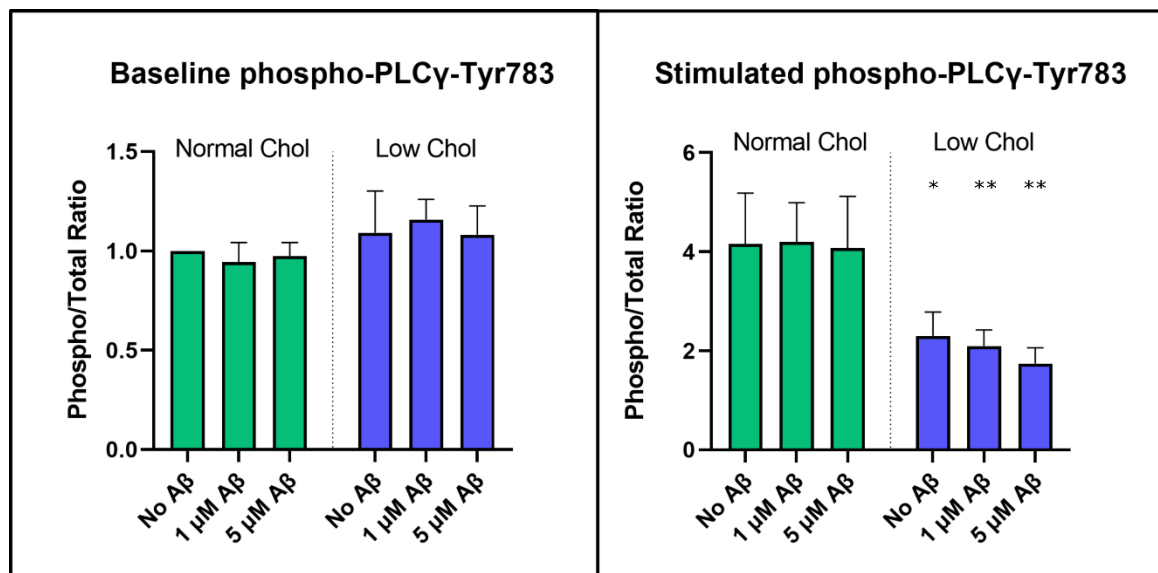 Baseline phospho-PLCγ-Tyr783
Normal Chol
Low Chol
Phospho/Total Ratio
1.5
1.0
0.5
0.0
No Aβ
1 µM Aβ
5 µM Aβ
No Aβ
1 µM Aβ
5 µM Aβ
Stimulated phospho-PLCγ-Tyr783
Normal Chol
Low Chol
* ** **
Phospho/Total Ratio
6
4
2
0
No Aβ
1 µM Aβ
5 µM Aβ
No Aβ
1 µM Aβ
5 µM Aβ